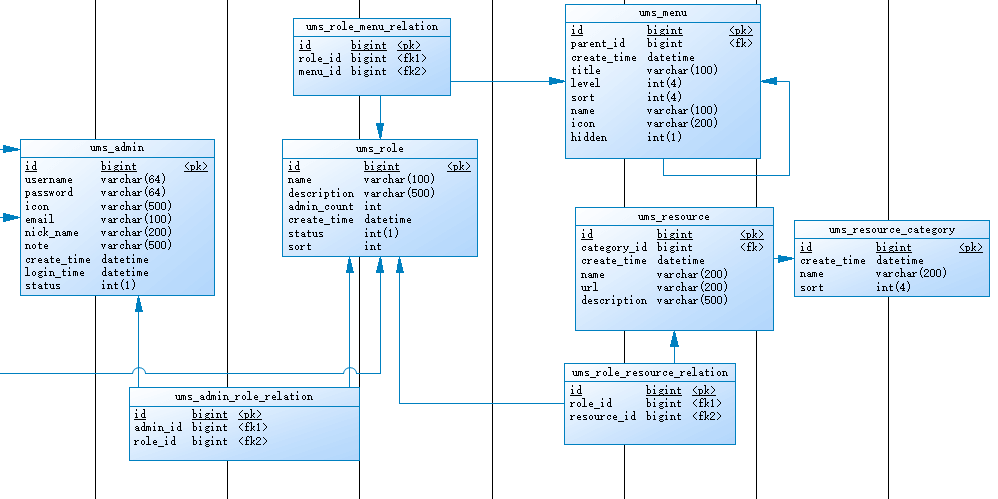 ums_role_menu_relation
id bigint <pk>
role_id bigint <fk1>
menu_id bigint <fk2>
ums_menu
id bigint <pk>
parent_id bigint <fk>
create_time datetime
title varchar(100)
level int(4)
sort int(4)
name varchar(100)
icon varchar(200)
hidden int(1)
ums_admin
id bigint <pk>
username varchar(64)
password varchar(64)
icon varchar(500)
email varchar(100)
nick_name varchar(200)
note varchar(500)
create_time datetime
login_time datetime
status int(1)
ums_role
id bigint <pk>
name varchar(100)
description varchar(500)
admin_count int
create_time datetime
status int(1)
sort int
ums_resource
id bigint <pk>
category_id bigint <fk>
create_time datetime
name varchar(200)
url varchar(200)
description varchar(500)
ums_resource_category
id bigint <pk>
create_time datetime
name varchar(200)
sort int(4)
ums_admin_role_relation
id bigint <pk>
admin_id bigint <fk1>
role_id bigint <fk2>
ums_role_resource_relation
id bigint <pk>
role_id bigint <fk1>
resource_id bigint <fk2>